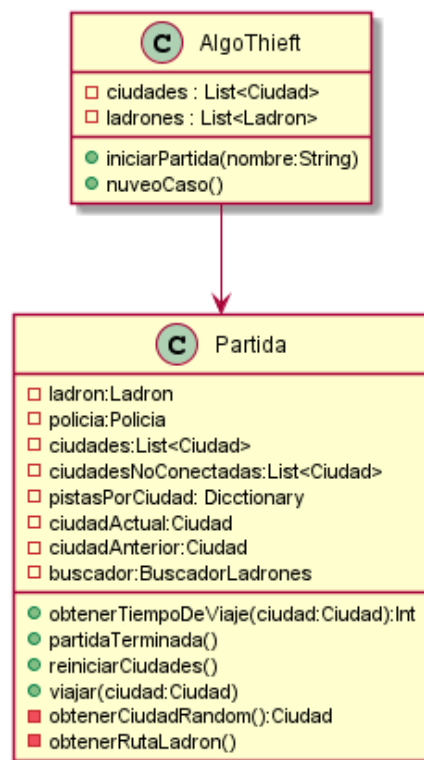 C AlgoThieft
ciudades : List<Ciudad>
ladrones : List<Ladron>
iniciarPartida(nombre:String)
nuveoCaso()
C Partida
ladron:Ladron
policia:Policia
ciudades:List<Ciudad>
ciudadesNoConectadas:List<Ciudad>
pistasPorCiudad: Dicctionary
ciudadActual:Ciudad
ciudadAnterior:Ciudad
buscador:BuscadorLadrones
obtenerTiempoDeViaje(ciudad:Ciudad):Int
partidaTerminada()
reiniciarCiudades()
viajar(ciudad:Ciudad)
obtenerCiudadRandom():Ciudad
obtenerRutaLadron()